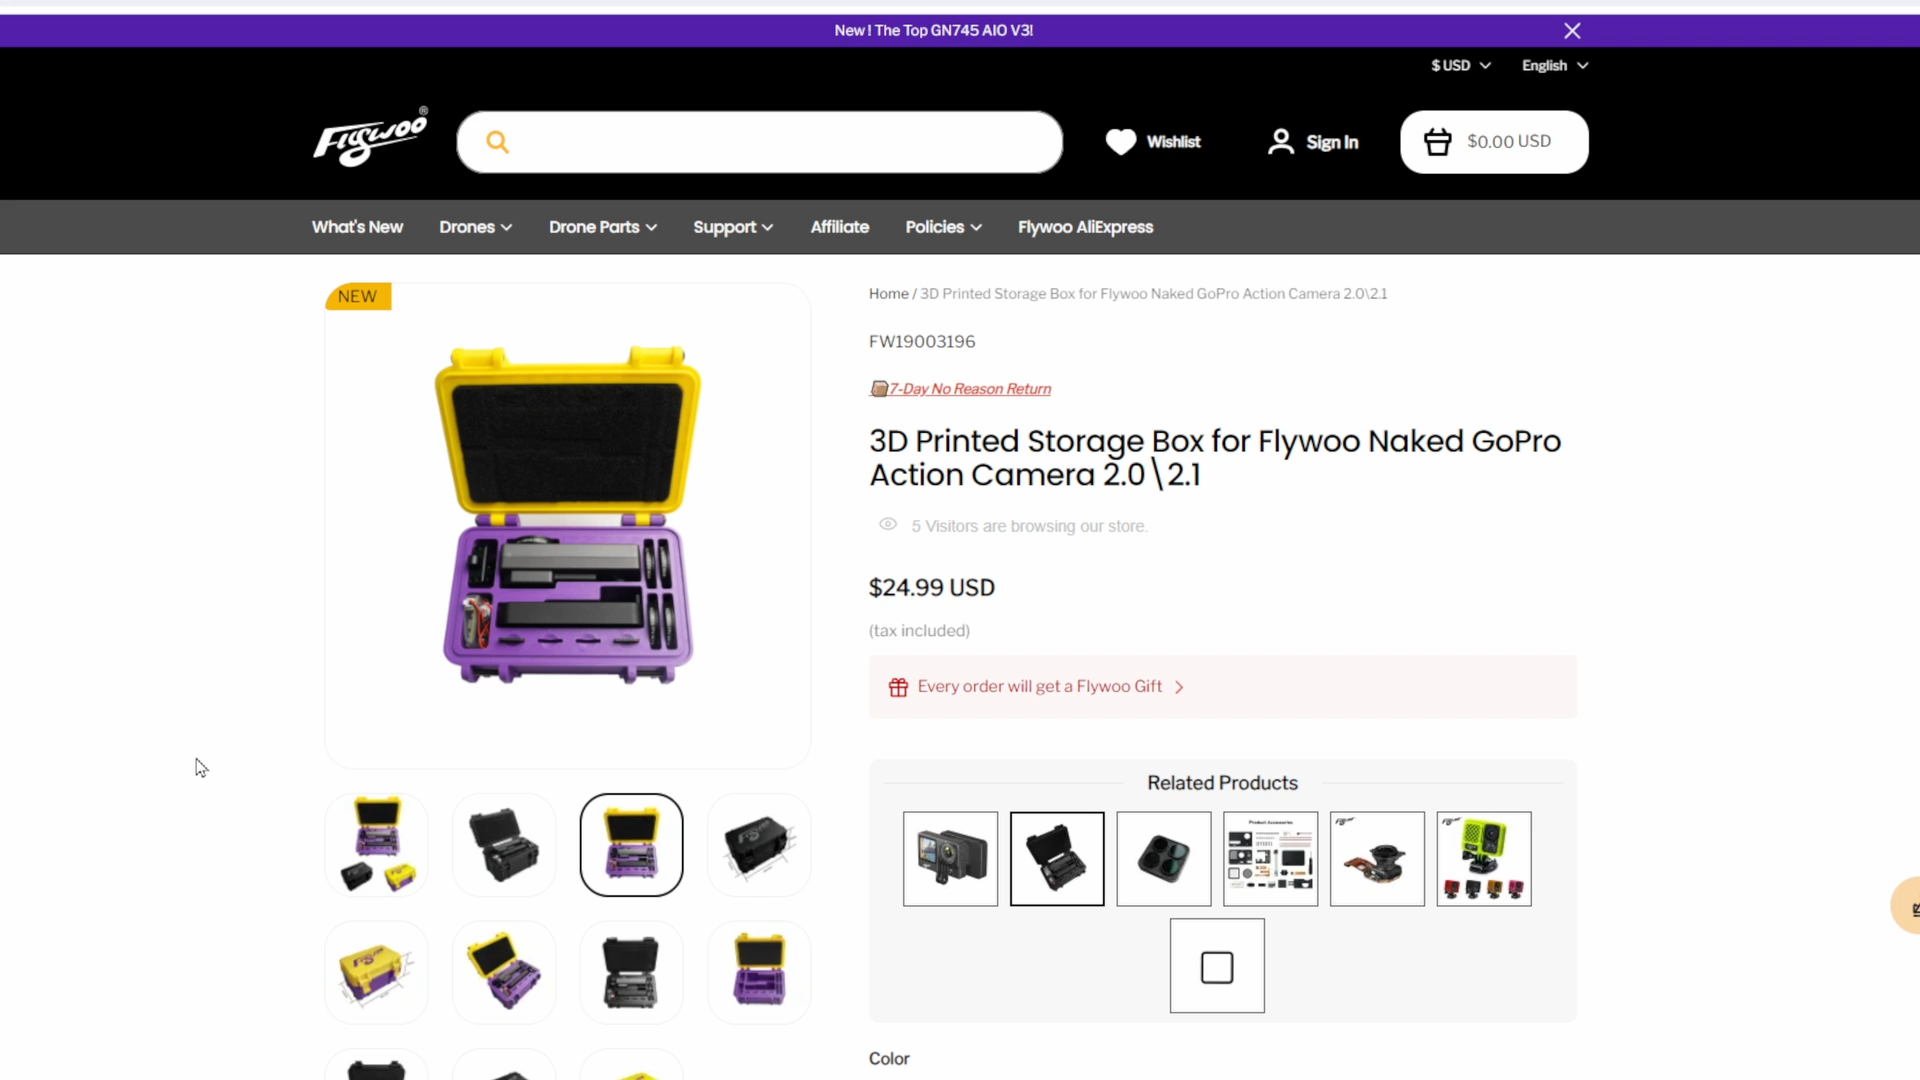 New! The Top GN745 AIO V3!
$ USD
English
Flywoo®
Wishlist
Sign In
$0.00 USD
What's New
Drones
Drone Parts
Support
Affiliate
Policies
Flywoo AliExpress
NEW
Home / 3D Printed Storage Box for Flywoo Naked GoPro Action Camera 2.0\2.1
FW19003196
7-Day No Reason Return
3D Printed Storage Box for Flywoo Naked GoPro
Action Camera 2.0\2.1
5 Visitors are browsing our store.
$24.99 USD
(tax included)
Every order will get a Flywoo Gift
Related Products
Product Accessories
Color